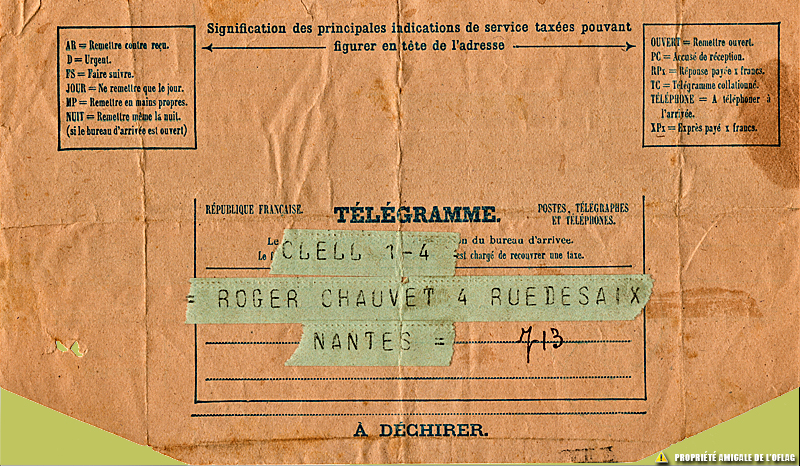 Signification des principales indications de service taxées pouvant
figurer en tête de l'adresse
AR = Remettre contre reçu.
D = Urgent.
FS = Faire suivre.
JOUR = Ne remettre que le jour.
MP = Remettre en mains propres.
NUIT = Remettre même la nuit.
(si le bureau d'arrivée est ouvert)
OUVERT = Remettre ouvert.
PC = Accusé de réception.
RPx = Réponse payée x francs.
TC = Télégramme collationné.
TÉLÉPHONE = A téléphoner à
l'arrivée.
XPx = Exprès payé x francs.
RÉPUBLIQUE FRANÇAISE.
TÉLÉGRAMME.
POSTES, TÉLÉGRAPHES
ET TÉLÉPHONES.
Le du bureau d'arrivée.
Le est chargé de recouvrer une taxe.
CLELL 1-4
= ROGER CHAUVET 4 RUEDESAIX
NANTES = 713
À DÉCHIRER.
PROPRIÉTÉ AMICALE DE L'OFLAG